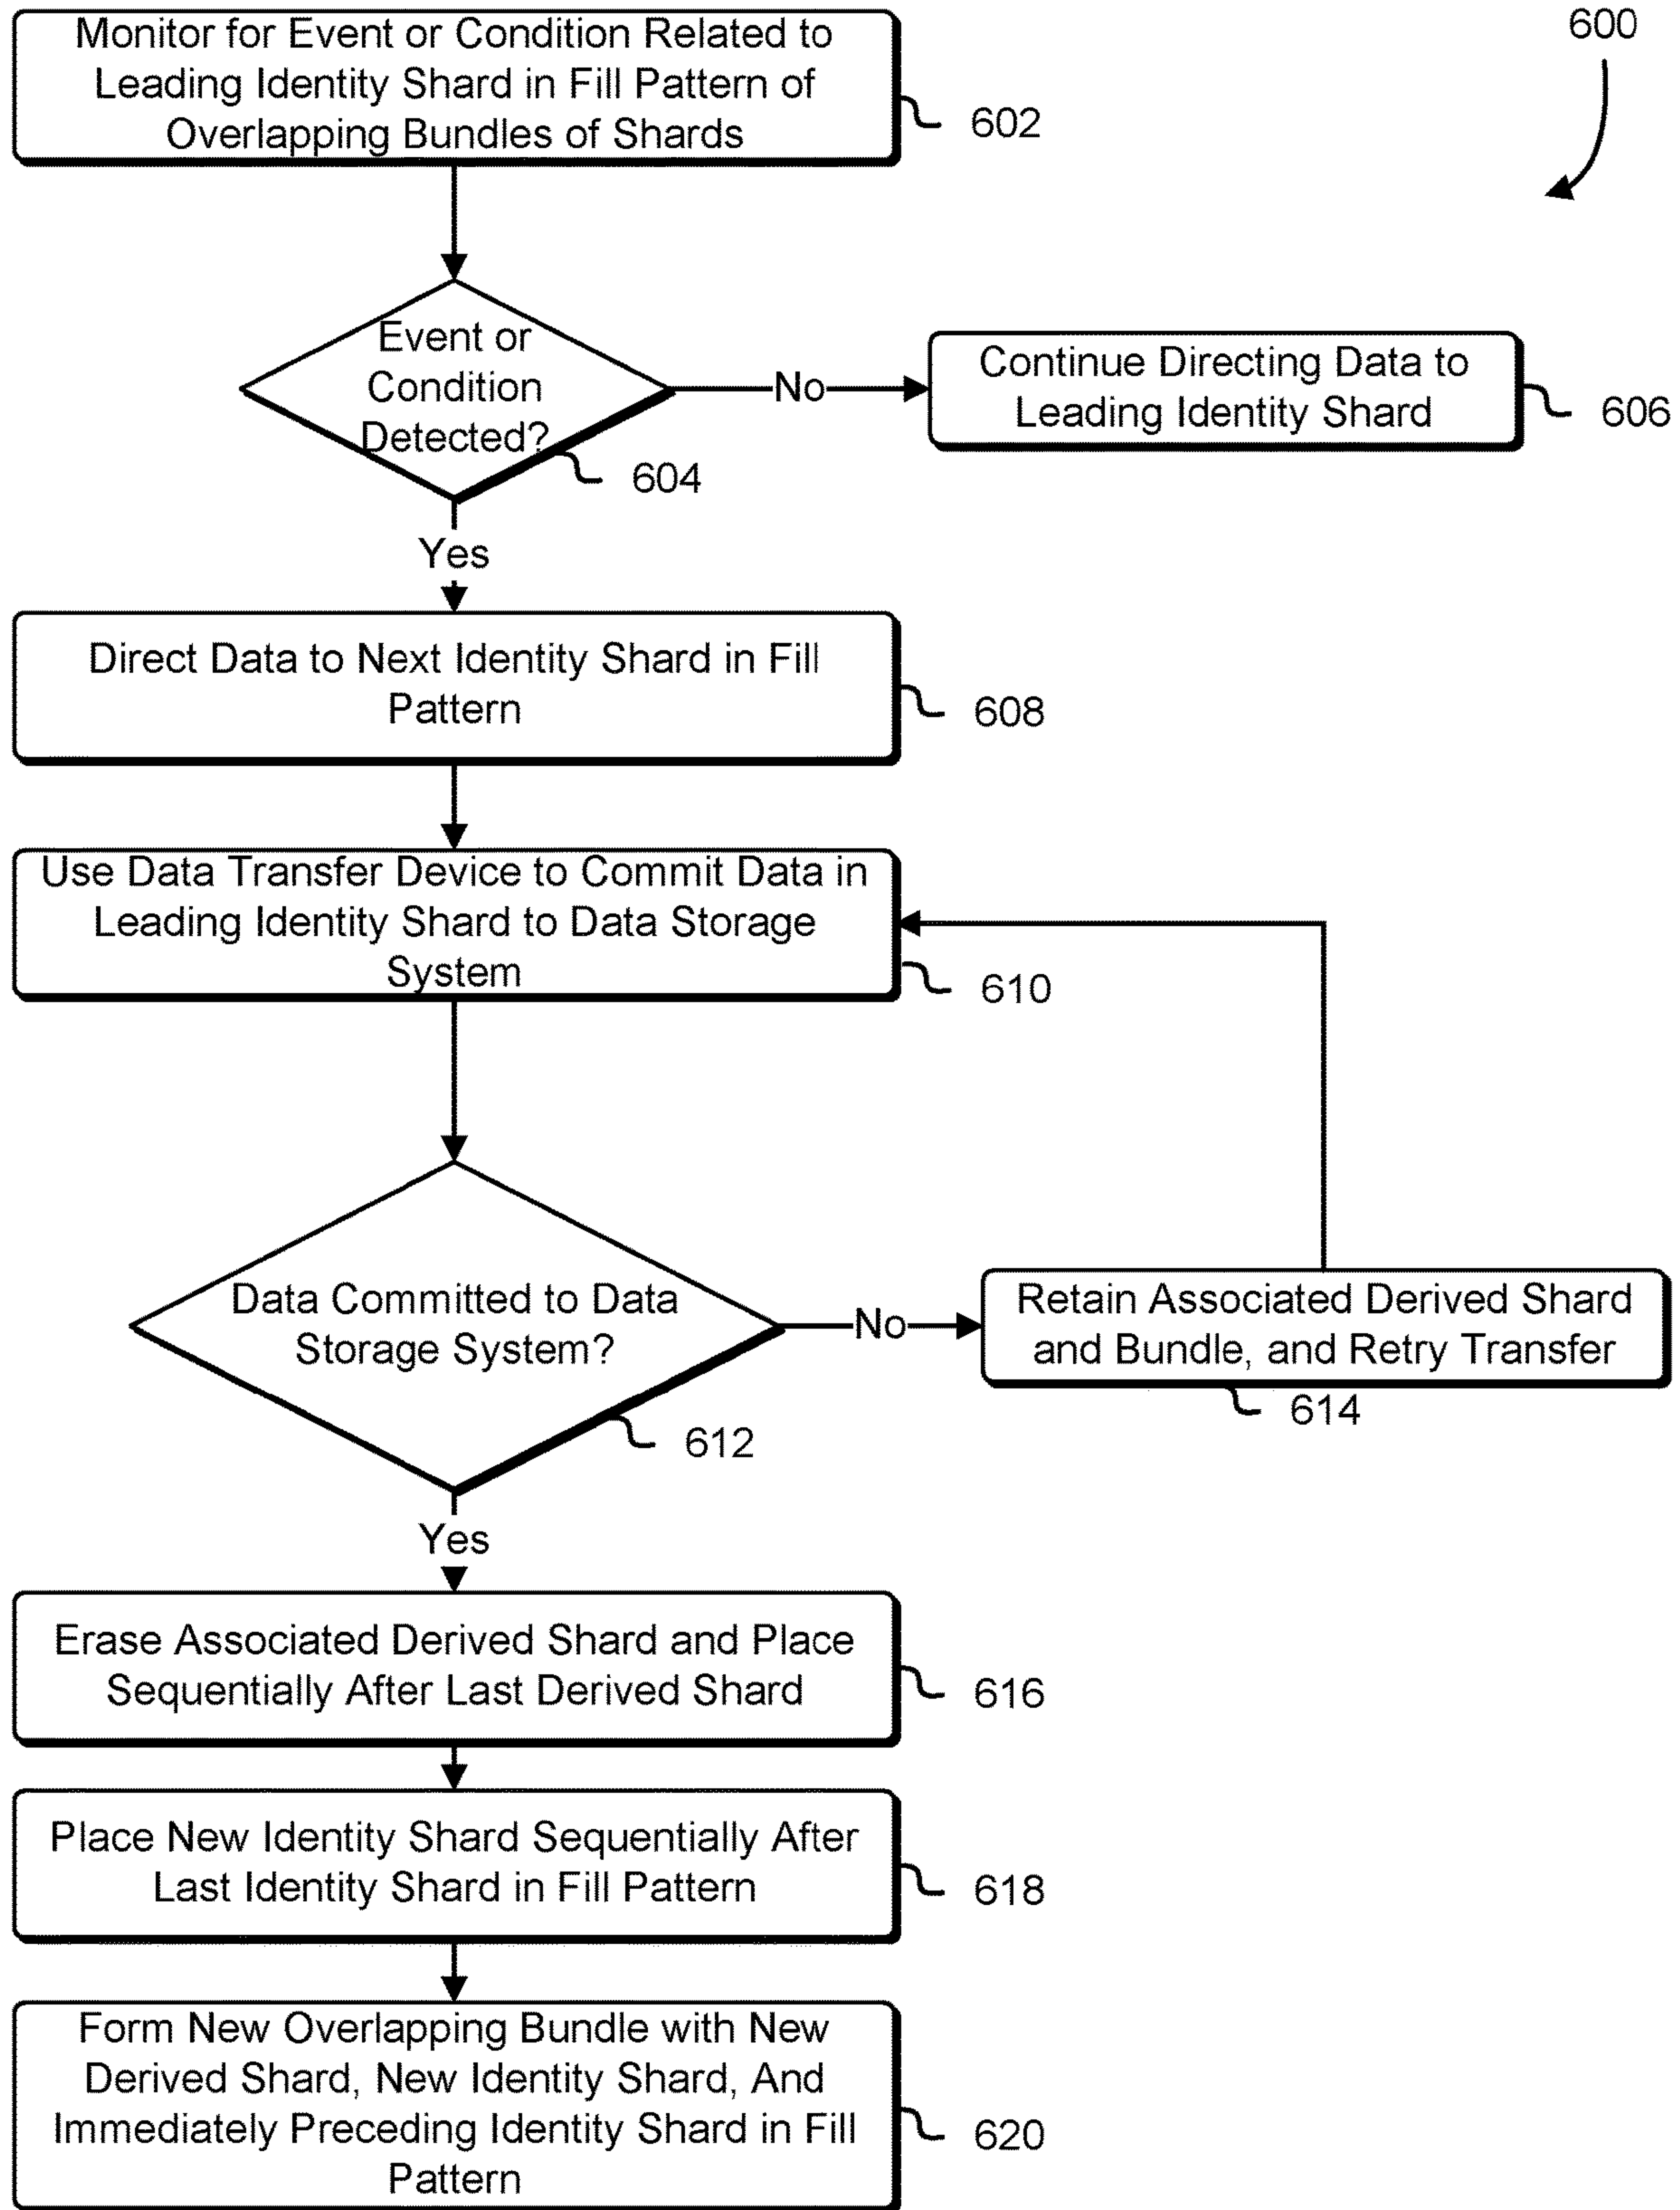 Monitor for Event or Condition Related to
Leading Identity Shard in Fill Pattern of
Overlapping Bundles of Shards
602
600
Event or
Condition
Detected?
604
No
Continue Directing Data to
Leading Identity Shard
606
Yes
Direct Data to Next Identity Shard in Fill
Pattern
608
Use Data Transfer Device to Commit Data in
Leading Identity Shard to Data Storage
System
610
Data Committed to Data
Storage System?
612
No
Retain Associated Derived Shard
and Bundle, and Retry Transfer
614
Yes
Erase Associated Derived Shard and Place
Sequentially After Last Derived Shard
616
Place New Identity Shard Sequentially After
Last Identity Shard in Fill Pattern
618
Form New Overlapping Bundle with New
Derived Shard, New Identity Shard, And
Immediately Preceding Identity Shard in Fill
Pattern
620